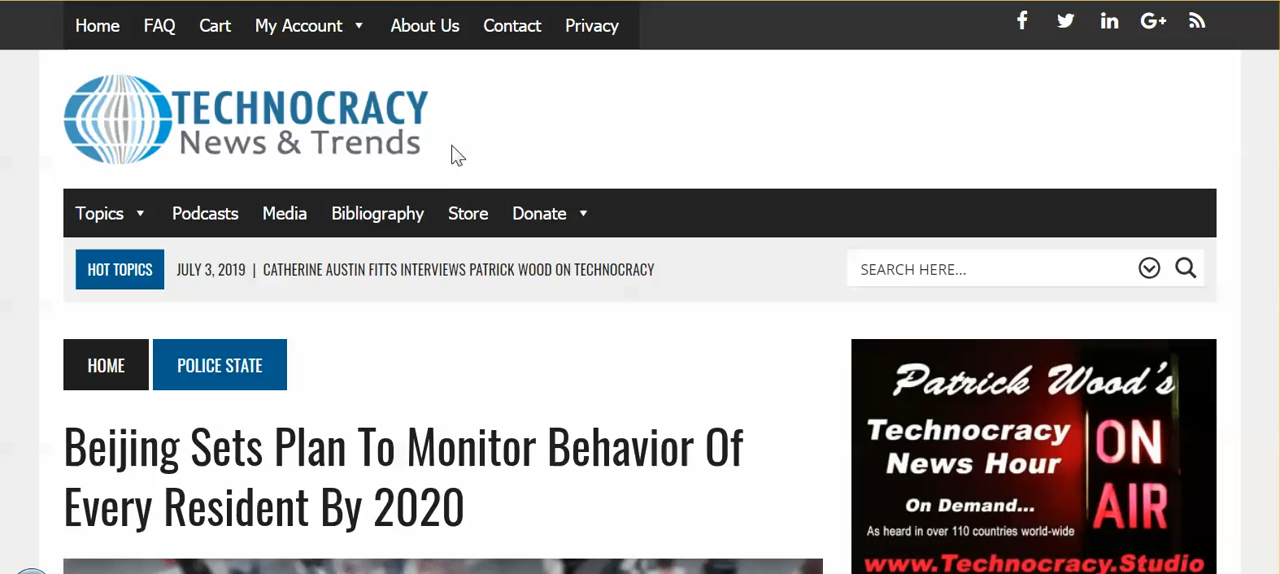 Home FAQ Cart My Account About Us Contact Privacy
TECHNOCRACY
News & Trends
Topics Podcasts Media Bibliography Store Donate
HOT TOPICS JULY 3, 2019 | CATHERINE AUSTIN FITTS INTERVIEWS PATRICK WOOD ON TECHNOCRACY
SEARCH HERE...
HOME POLICE STATE
Beijing Sets Plan To Monitor Behavior Of
Every Resident By 2020
Patrick Wood's
Technocracy
News Hour
ON
AIR
On Demand...
As heard in over 110 countries world-wide
www.Technocracy.Studio